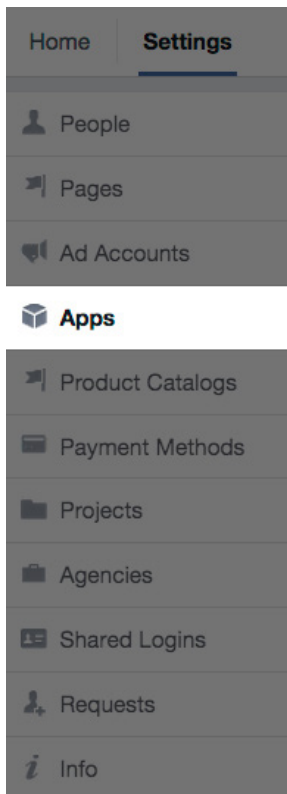 Home Settings
People
Pages
Ad Accounts
Apps
Product Catalogs
Payment Methods
Projects
Agencies
Shared Logins
Requests
Info